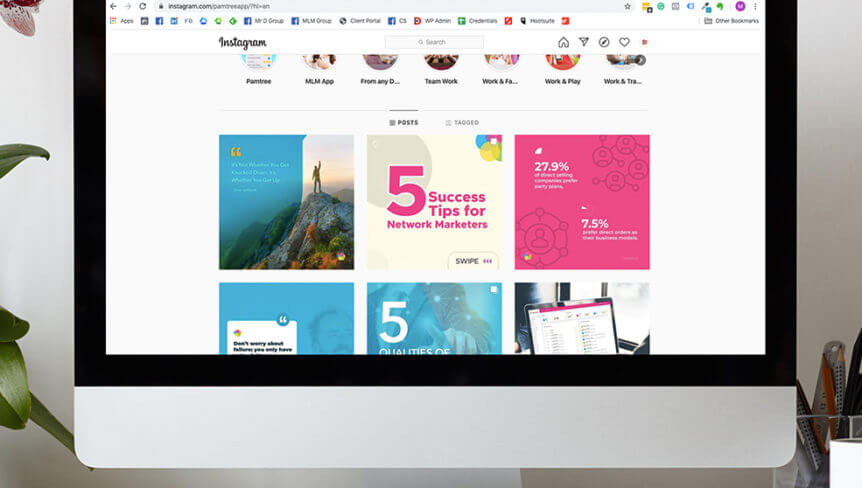 instagram.com/pamtreeapp/?hl=en
Apps Mr D Group MLM Group Client Portal CS WP Admin Credentials Hootsuite Other Bookmarks
Instagram
Search
Pamtree MLM App From any D... Team Work Work & Fa... Work & Play Work & Tra...
POSTS TAGGED
It's Not Whether You Get
Knocked Down, It's
Whether You Get Up
5 Success
Tips for
Network Marketers
SWIPE
27.9%
of direct selling
companies prefer
party plans,
7.5%
prefer direct orders as
their business models.
Don't worry about
failure; you only have
5
QUALITIES OF